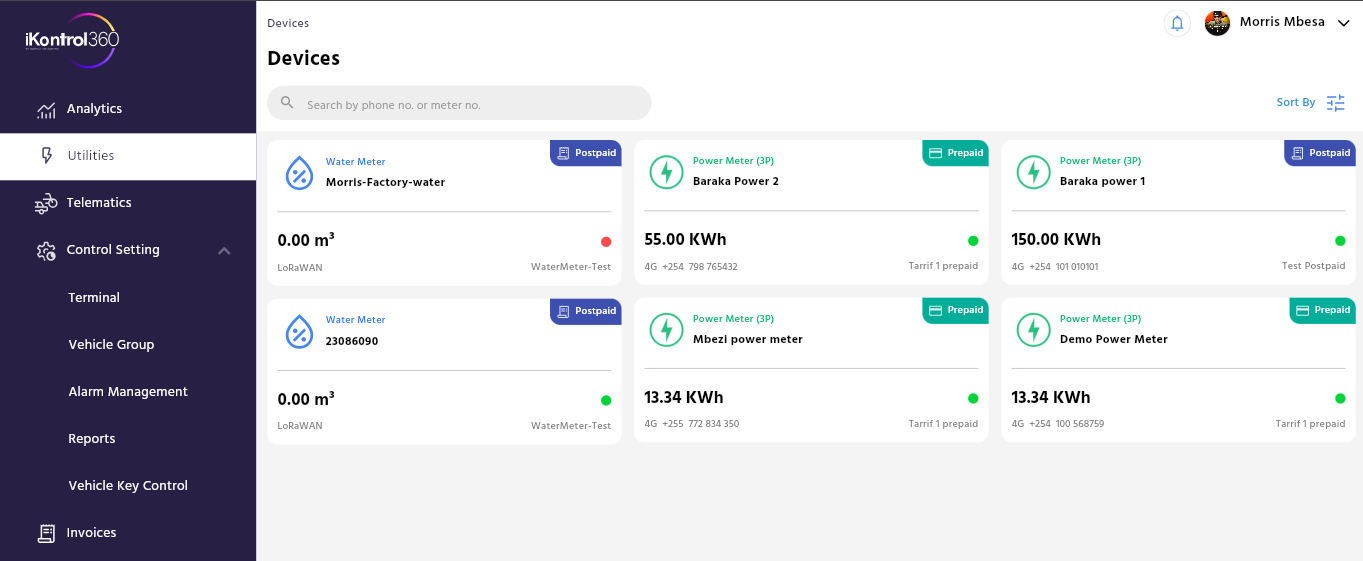 iKontrol360
Analytics
Utilities
Telematics
Control Setting
Terminal
Vehicle Group
Alarm Management
Reports
Vehicle Key Control
Invoices
Devices
Morris Mbesa
Devices
Search by phone no. or meter no.
Sort By
Water Meter
Postpaid
Morris-Factory-water
0.00 m³
LoRaWAN WaterMeter-Test
Power Meter (3P)
Prepaid
Baraka Power 2
55.00 KWh
4G +254 798 765432 Tarrif 1 prepaid
Power Meter (3P)
Postpaid
Baraka power 1
150.00 KWh
4G +254 101 010101 Test Postpaid
Water Meter
Postpaid
23086090
0.00 m³
LoRaWAN WaterMeter-Test
Power Meter (3P)
Prepaid
Mbezi power meter
13.34 KWh
4G +255 772 834 350 Tarrif 1 prepaid
Power Meter (3P)
Prepaid
Demo Power Meter
13.34 KWh
4G +254 100 568759 Tarrif 1 prepaid